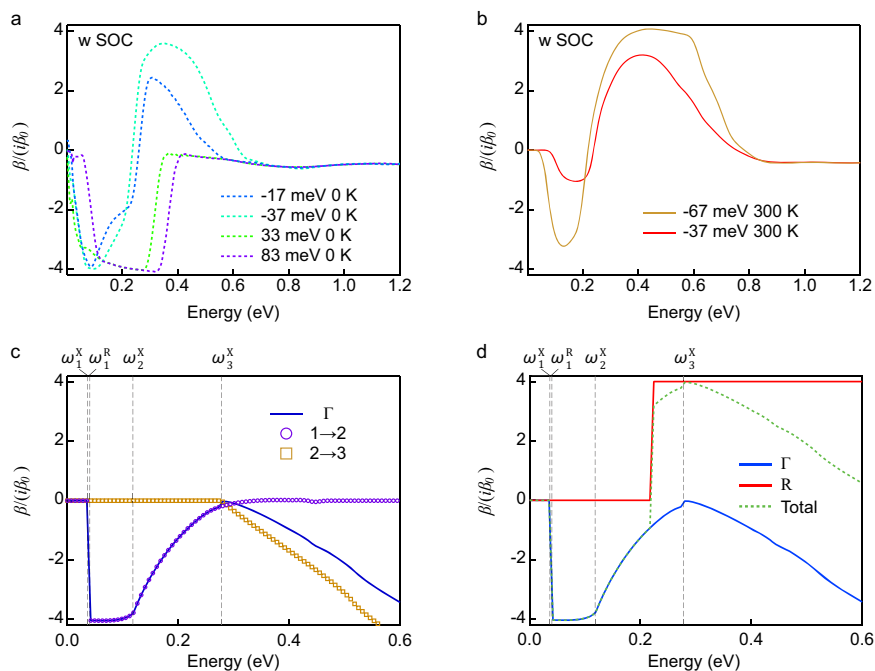 a
w SOC
β/(iβ₀)
4
2
0
-2
-4
-17 meV 0 K
-37 meV 0 K
33 meV 0 K
83 meV 0 K
0.2
0.4
0.6
0.8
1.0
1.2
Energy (eV)
b
w SOC
β/(iβ₀)
4
2
0
-2
-4
-67 meV 300 K
-37 meV 300 K
0.2
0.4
0.6
0.8
1.0
1.2
Energy (eV)
c
ω₁ˣ ω₁ᴿ ω₂ˣ ω₃ˣ
β/(iβ₀)
4
2
0
-2
-4
Γ
1→2
2→3
0.0
0.2
0.4
0.6
Energy (eV)
d
ω₁ˣ ω₁ᴿ ω₂ˣ ω₃ˣ
β/(iβ₀)
4
2
0
-2
-4
Γ
R
Total
0.0
0.2
0.4
0.6
Energy (eV)